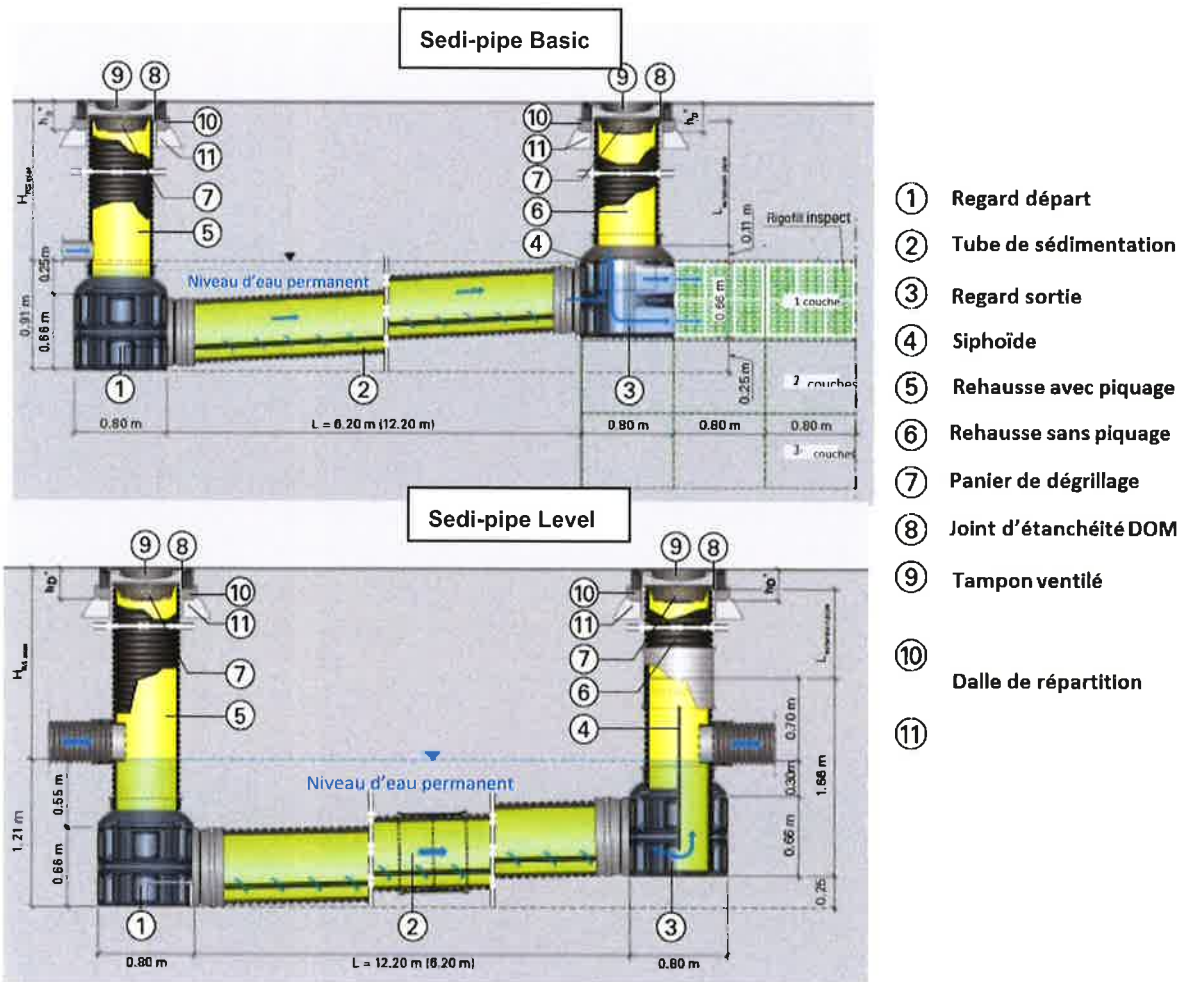 Sedi-pipe Basic
9
8
9
8
10
11
10
11
7
7
5
6
4
0.25 m
0.91 m
0.66 m
Niveau d'eau permanent
0.11 m
Rigofill inspect
1 couche
0.66 m
2 couches
0.25 m
1
2
3
0.80 m
L = 6.20 m (12.20 m)
0.80 m
0.80 m
0.80 m
3 couches
Sedi-pipe Level
9
8
9
8
10
11
10
11
7
7
6
5
4
0.70 m
Niveau d'eau permanent
0.55 m
0.30m
1.21 m
0.66 m
0.66 m
0.25
1
2
3
0.80 m
L = 12.20 m (6.20 m)
0.80 m
1 Regard départ
2 Tube de sédimentation
3 Regard sortie
4 Siphoïde
5 Rehausse avec piquage
6 Rehausse sans piquage
7 Panier de dégrillage
8 Joint d'étanchéité DOM
9 Tampon ventilé
10
Dalle de répartition
11